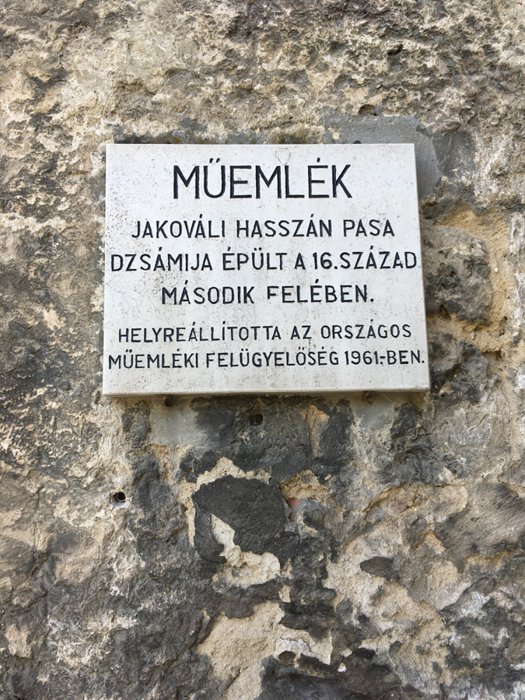 MŰEMLÉK
JAKOVÁLI HASSZÁN PASA
DZSÁMIJA ÉPÜLT A 16.SZÁZAD
MÁSODIK FELÉBEN.
HELYREÁLLÍTOTTA AZ ORSZÁGOS
MŰEMLÉKI FELÜGYELŐSÉG 1961-BEN.